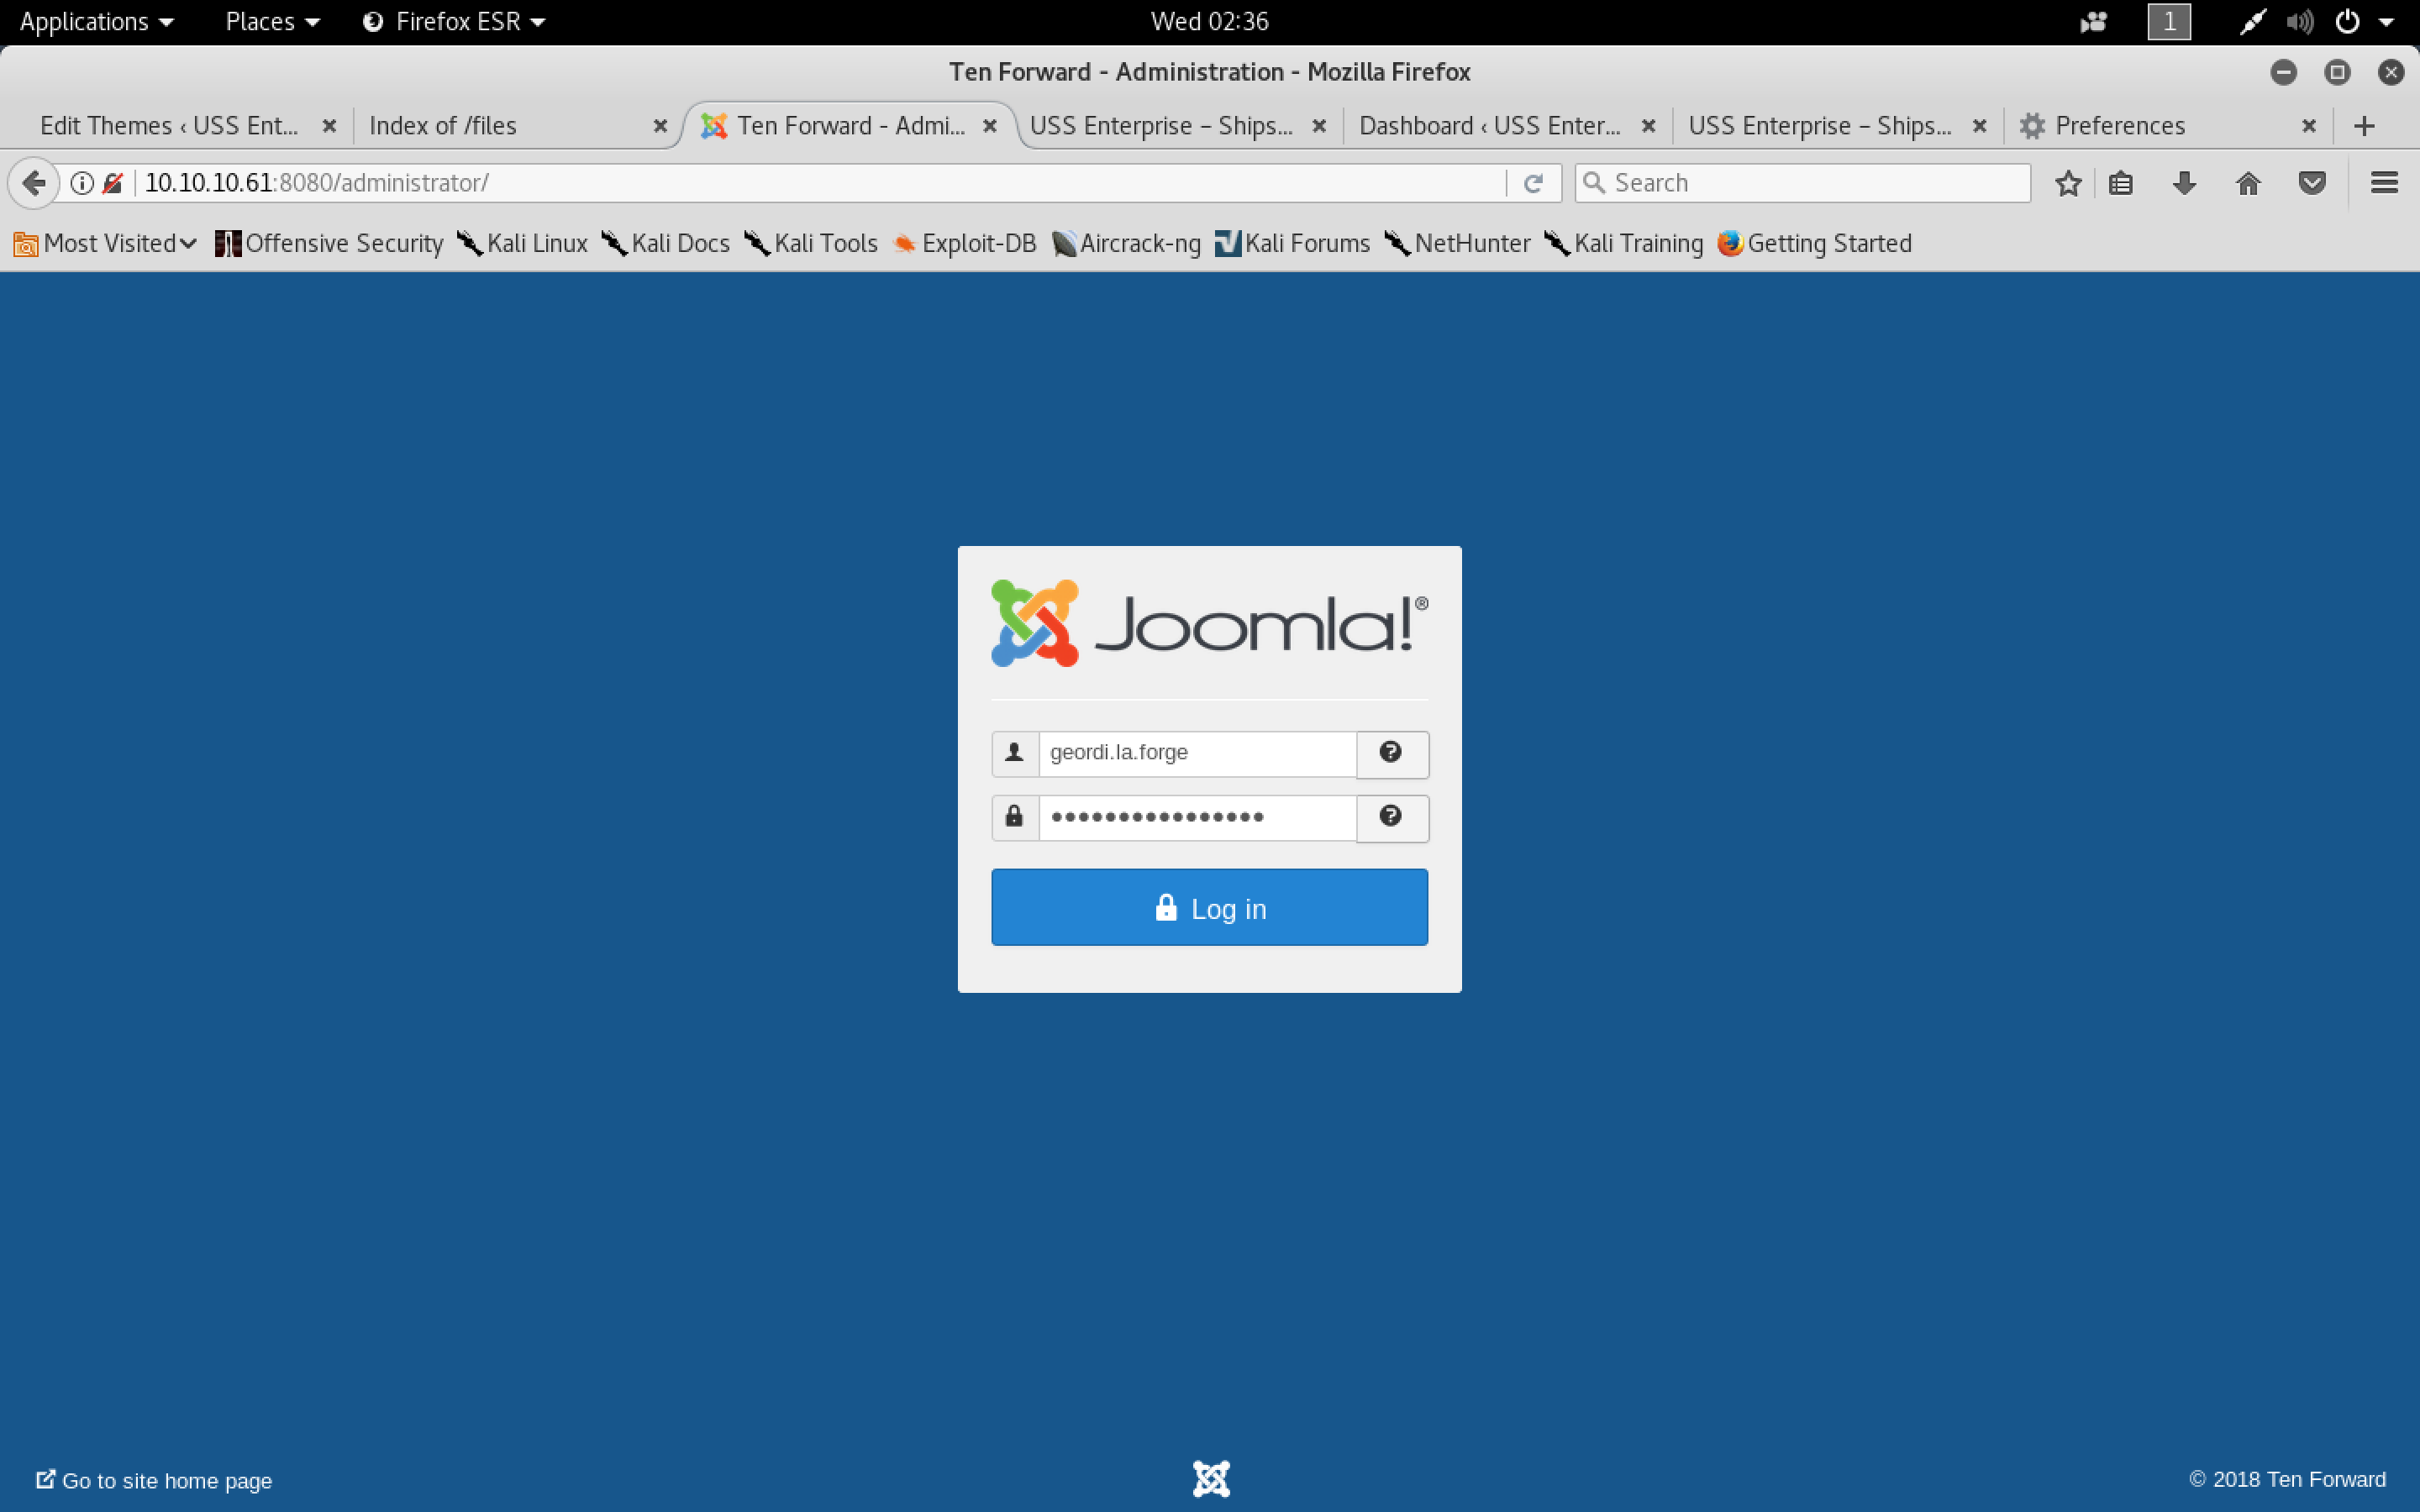 Applications Places Firefox ESR Wed 02:36 1
Ten Forward - Administration - Mozilla Firefox
Edit Themes ‹ USS Ent... Index of /files Ten Forward - Admi... USS Enterprise – Ships... Dashboard ‹ USS Enter... USS Enterprise – Ships... Preferences
10.10.10.61:8080/administrator/ Search
Most Visited Offensive Security Kali Linux Kali Docs Kali Tools Exploit-DB Aircrack-ng Kali Forums NetHunter Kali Training Getting Started
Joomla!®
geordi.la.forge
••••••••••••••••
Log in
Go to site home page © 2018 Ten Forward